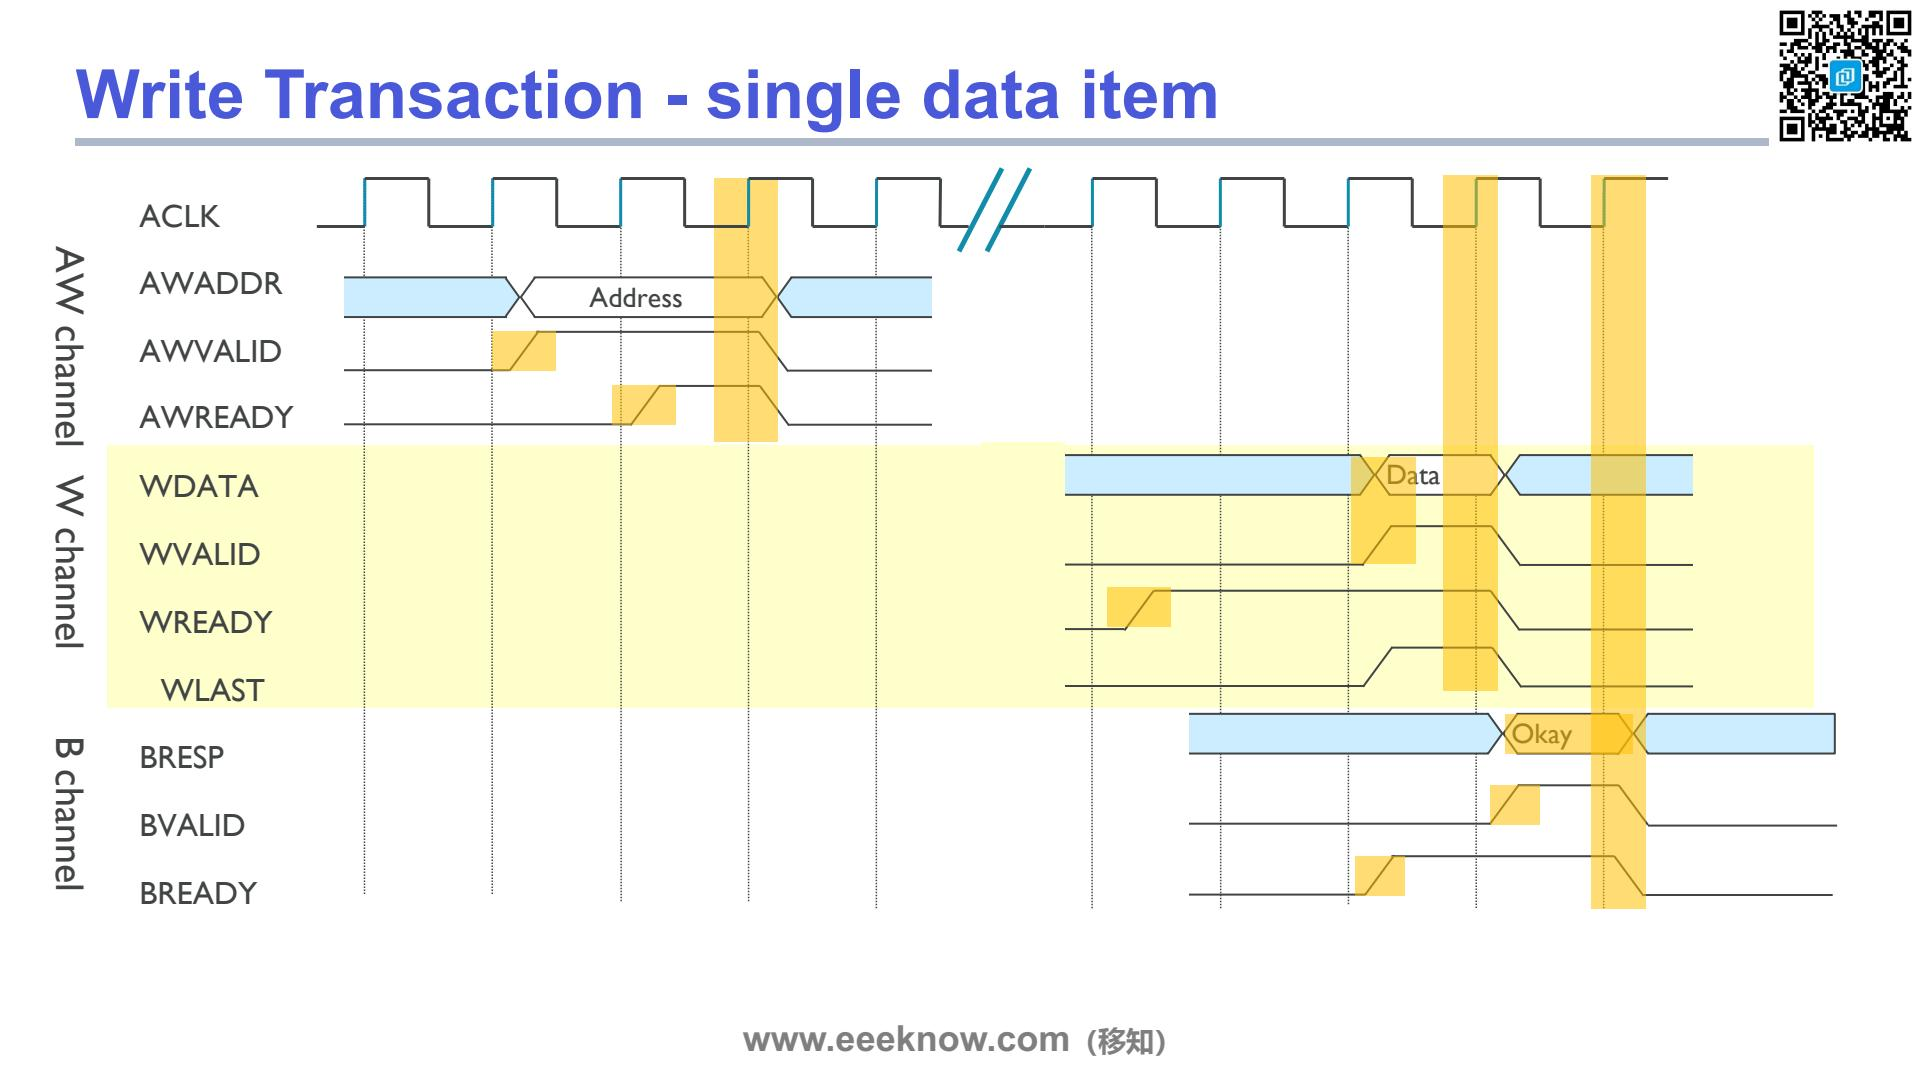 Write Transaction - single data item
ACLK
AW channel
AWADDR
Address
AWVALID
AWREADY
W channel
WDATA
Data
WVALID
WREADY
WLAST
B channel
BRESP
Okay
BVALID
BREADY
www.eeeknow.com (移知)